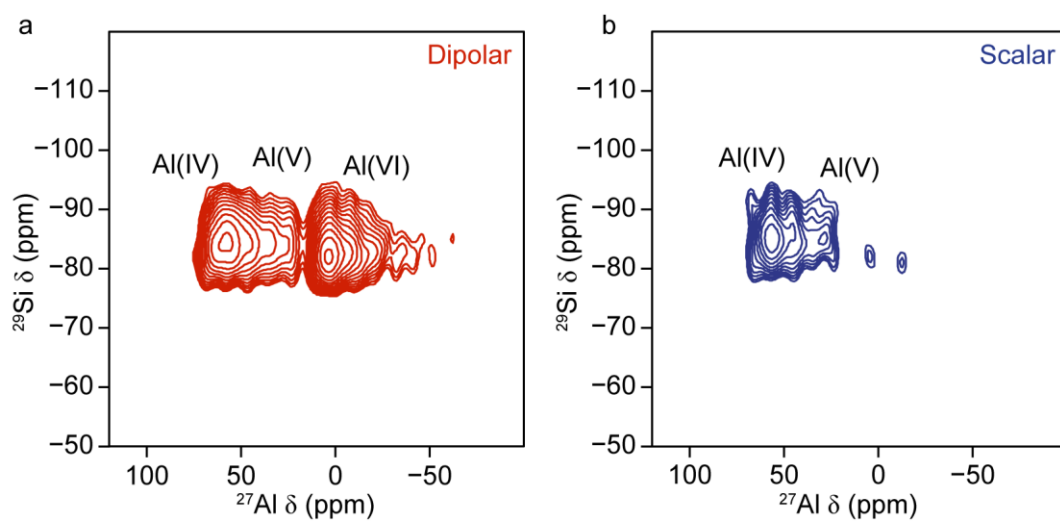 a
Dipolar
−110
−100
Al(IV)
Al(V)
Al(VI)
−90
−80
−70
−60
−50
²⁹Si δ (ppm)
100
50
0
−50
²⁷Al δ (ppm)
b
Scalar
−110
−100
Al(IV)
Al(V)
−90
−80
−70
−60
−50
²⁹Si δ (ppm)
100
50
0
−50
²⁷Al δ (ppm)